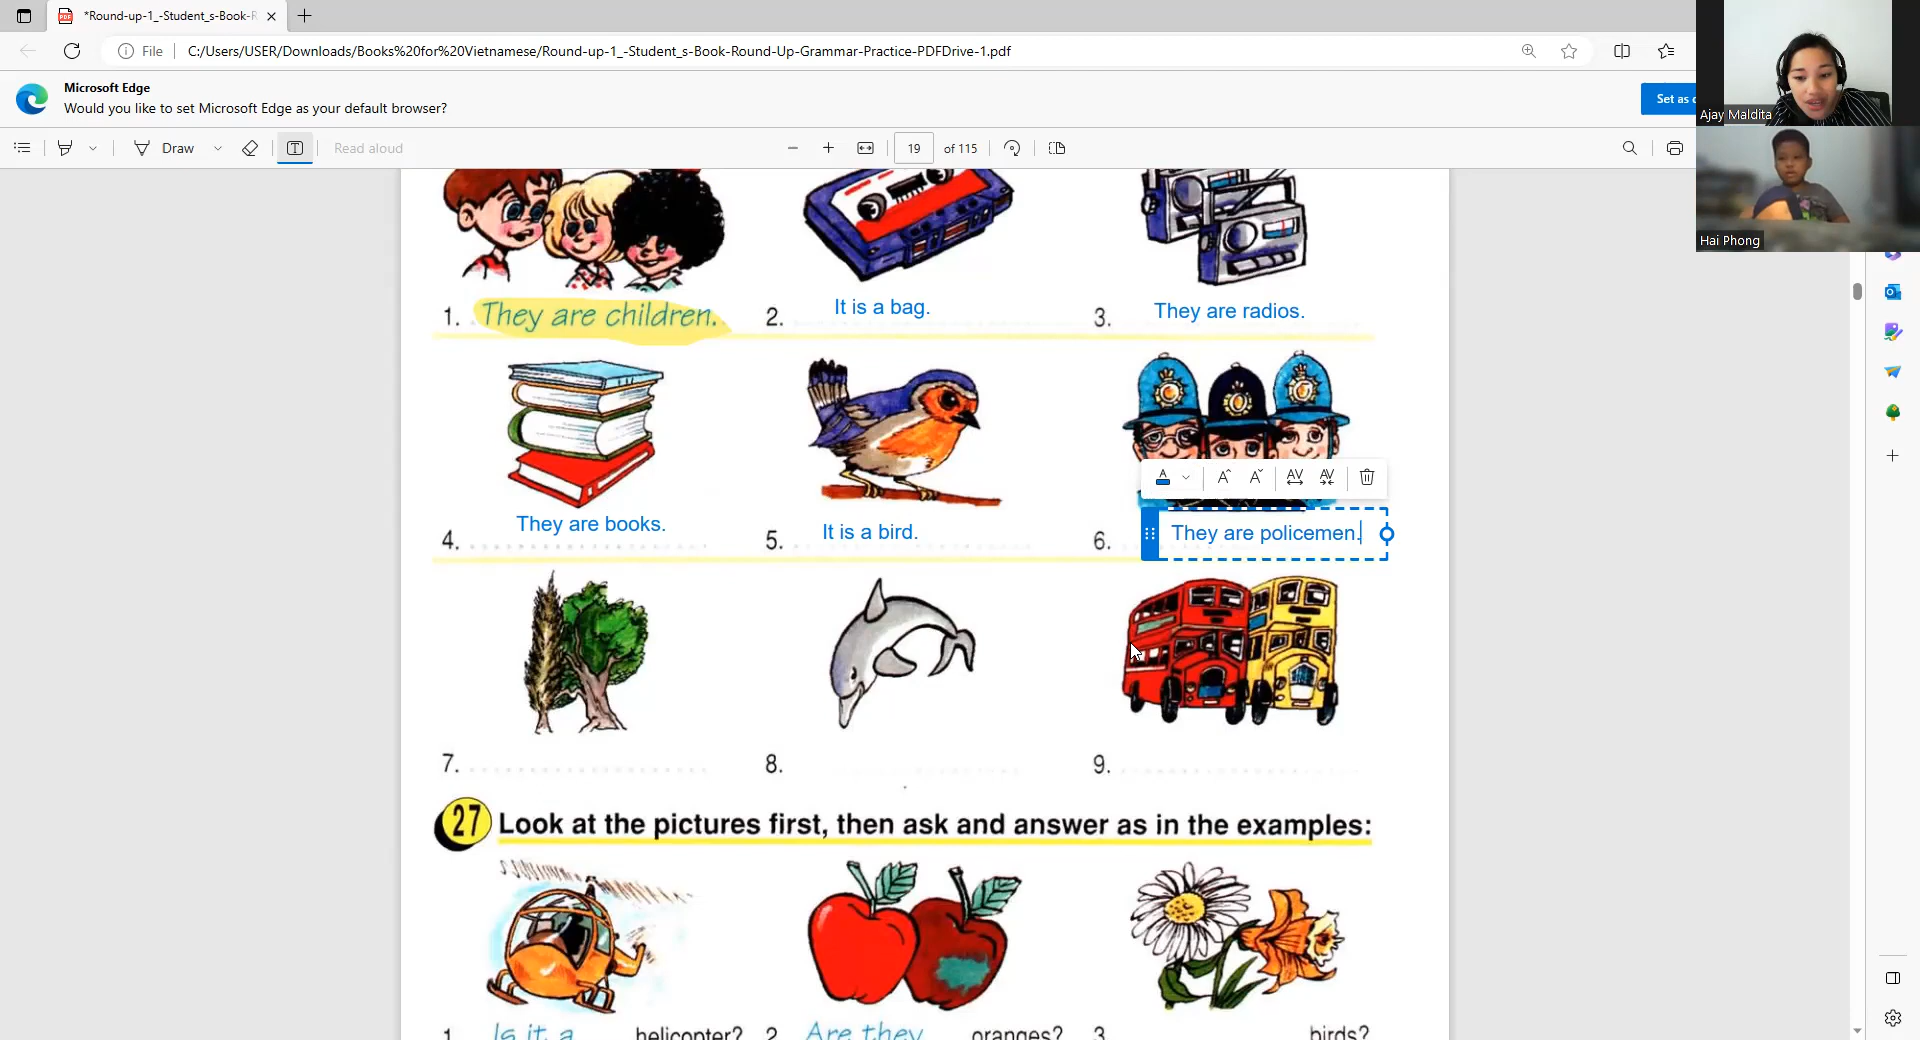 *Round-up-1_-Student_s-Book-R
File
C:/Users/USER/Downloads/Books%20for%20Vietnamese/Round-up-1_-Student_s-Book-Round-Up-Grammar-Practice-PDFDrive-1.pdf
Microsoft Edge
Would you like to set Microsoft Edge as your default browser?
Set as
Ajay Maldita
Hai Phong
Draw
Read aloud
19 of 115
1. They are children.
2. It is a bag.
3. They are radios.
4. They are books.
5. It is a bird.
6. They are policemen.
7.
8.
9.
27 Look at the pictures first, then ask and answer as in the examples:
1. Is it a helicopter?
2. Are they oranges?
3. birds?